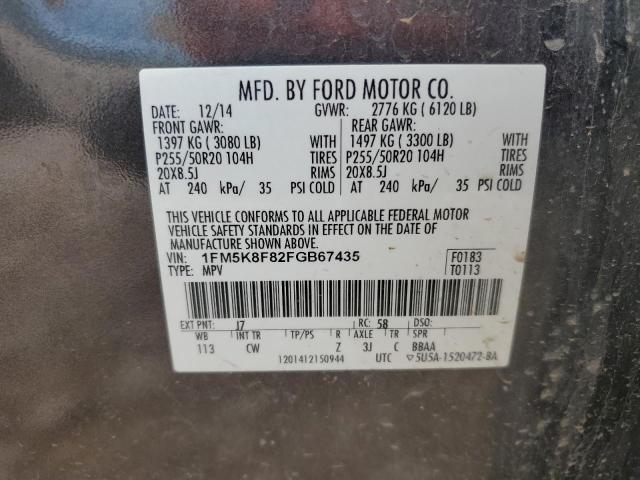 MFD. BY FORD MOTOR CO.
DATE: 12/14 GVWR: 2776 KG ( 6120 LB)
FRONT GAWR: REAR GAWR:
1397 KG ( 3080 LB) WITH 1497 KG ( 3300 LB) WITH
P255/50R20 104H TIRES P255/50R20 104H TIRES
20X8.5J RIMS 20X8.5J RIMS
AT 240 kPa/ 35 PSI COLD AT 240 kPa/ 35 PSI COLD
THIS VEHICLE CONFORMS TO ALL APPLICABLE FEDERAL MOTOR
VEHICLE SAFETY STANDARDS IN EFFECT ON THE DATE OF
MANUFACTURE SHOWN ABOVE.
VIN: 1FM5K8F82FGB67435 F0183
TYPE: MPV T0113
EXT PNT: J7 RC: 58 DSO:
WB INT TR TP/PS R AXLE TR SPR
113 CW Z 3J C BBAA
1201412150944 UTC ▽5U5A-1520472-BA